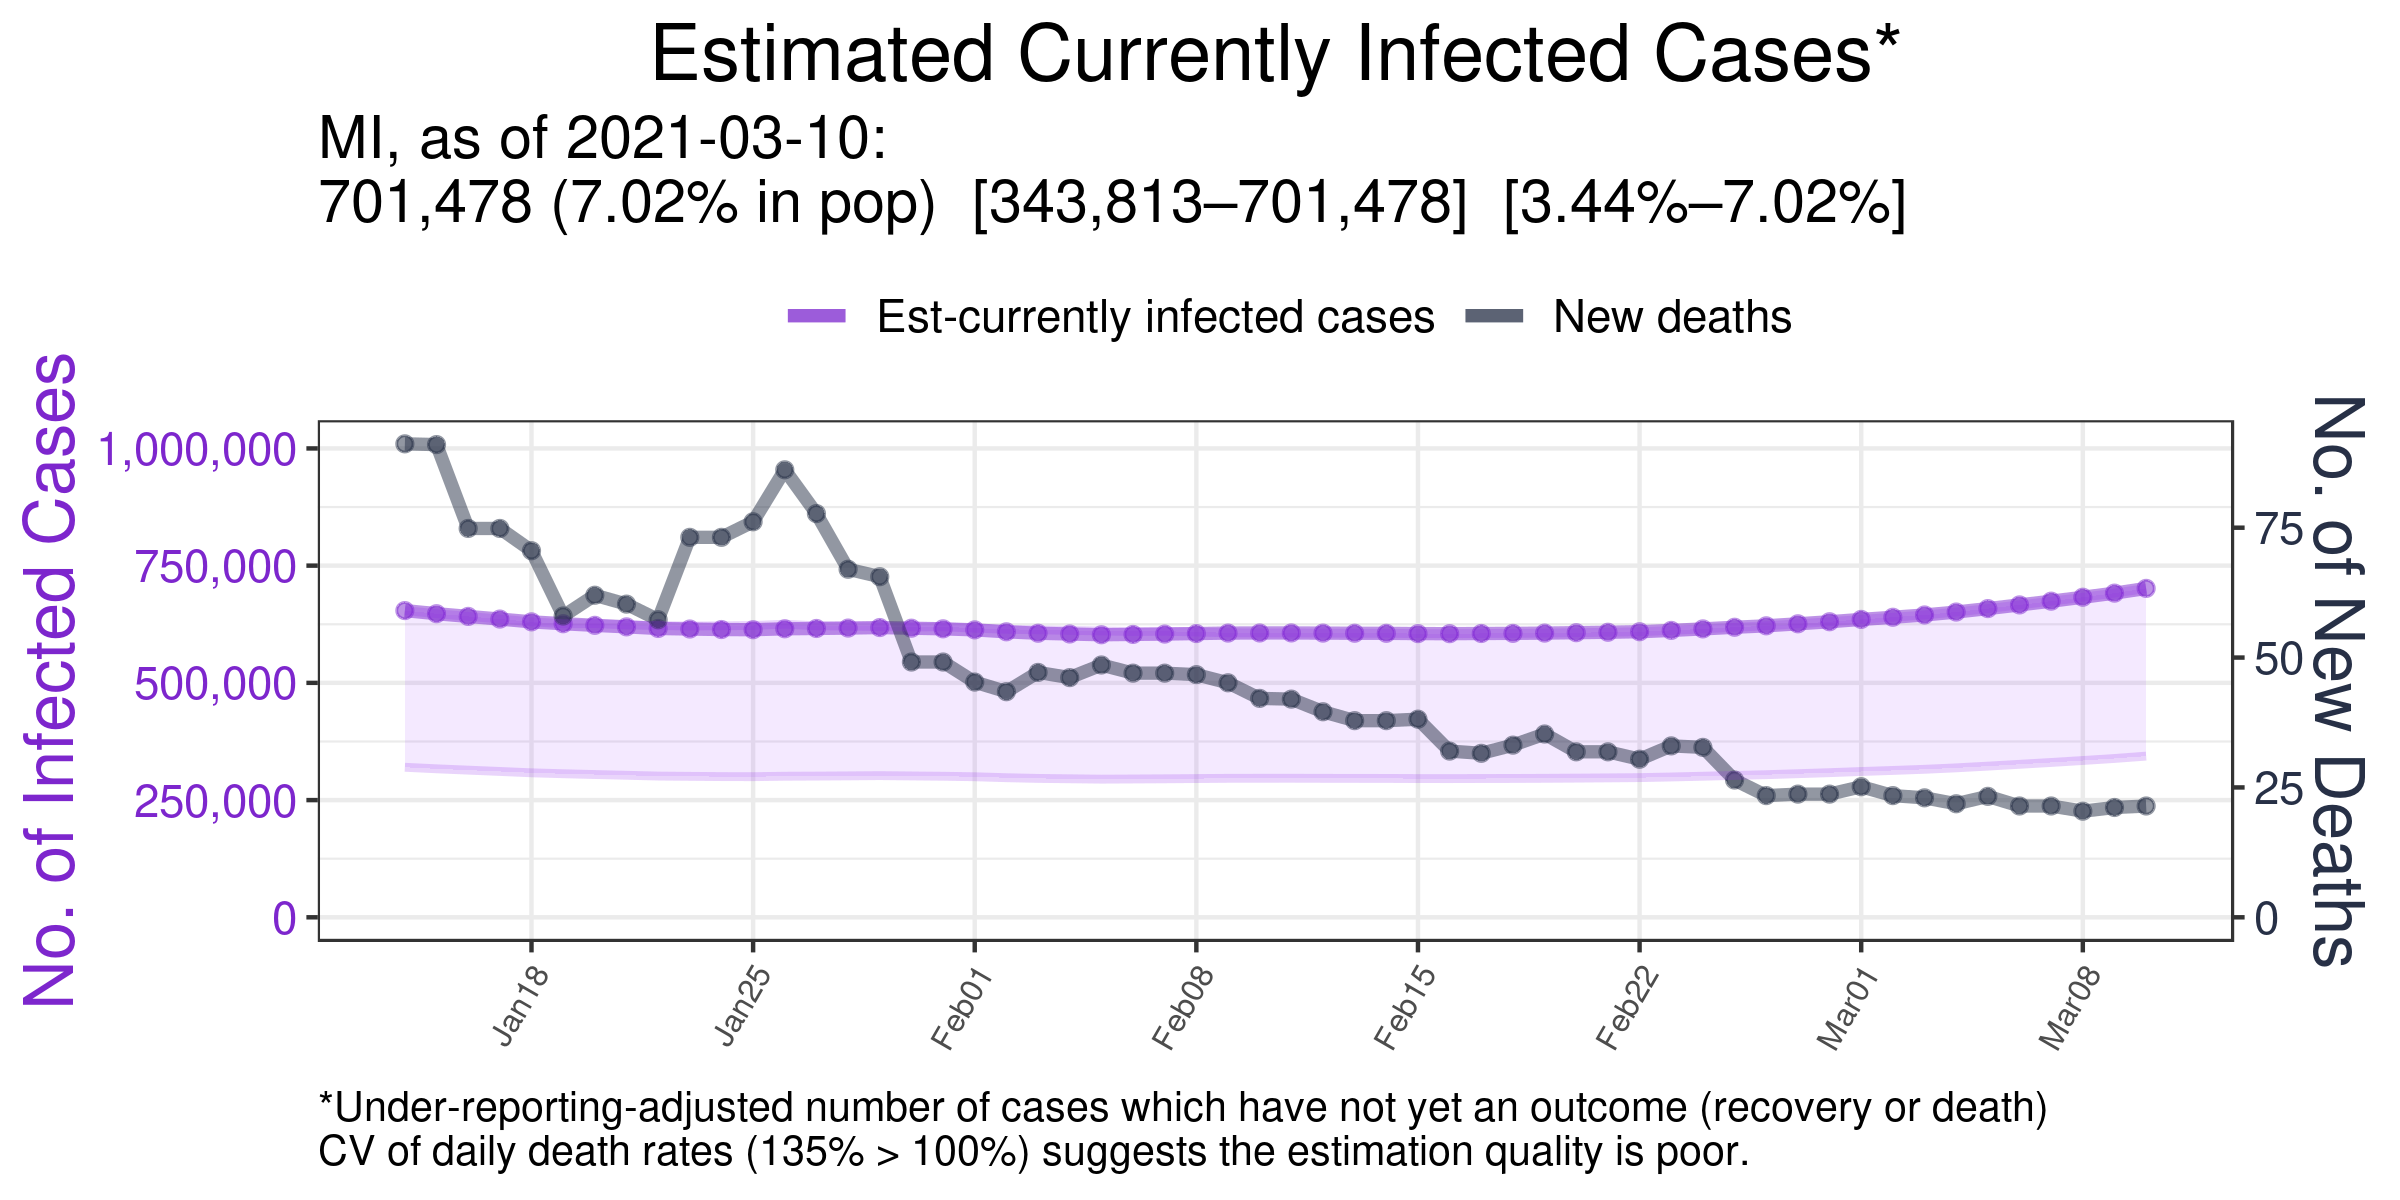 Estimated Currently Infected Cases*
MI, as of 2021-03-10:
701,478 (7.02% in pop)  [343,813–701,478]  [3.44%–7.02%]
Est-currently infected cases
New deaths
No. of Infected Cases
1,000,000
750,000
500,000
250,000
0
75
50
25
0
No. of New Deaths
Jan18
Jan25
Feb01
Feb08
Feb15
Feb22
Mar01
Mar08
*Under-reporting-adjusted number of cases which have not yet an outcome (recovery or death)
CV of daily death rates (135% > 100%) suggests the estimation quality is poor.